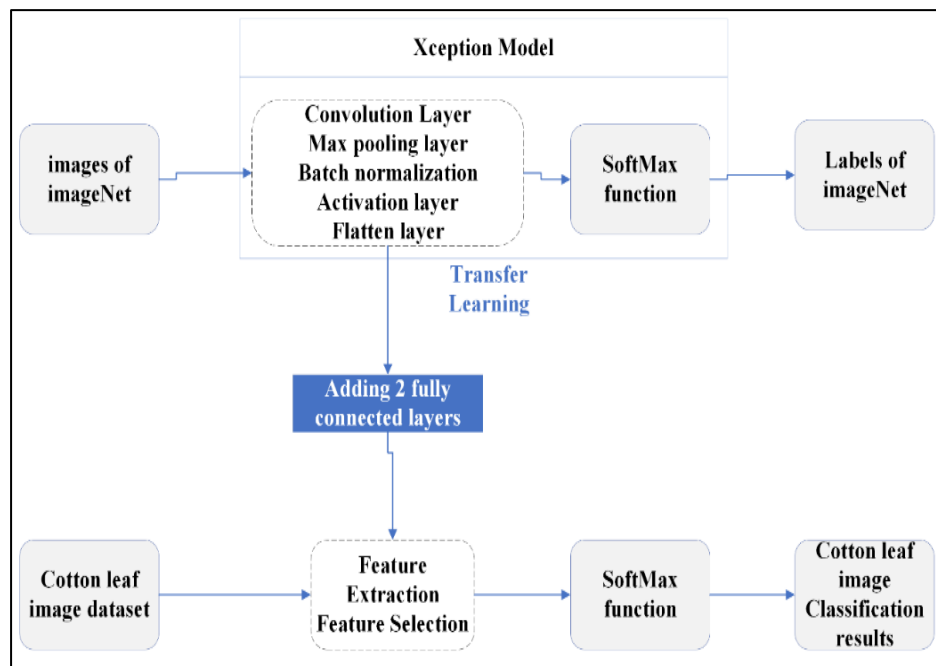 Xception Model
images of
imageNet
Convolution Layer
Max pooling layer
Batch normalization
Activation layer
Flatten layer
SoftMax
function
Labels of
imageNet
Transfer
Learning
Adding 2 fully
connected layers
Cotton leaf
image dataset
Feature
Extraction
Feature Selection
SoftMax
function
Cotton leaf
image
Classification
results